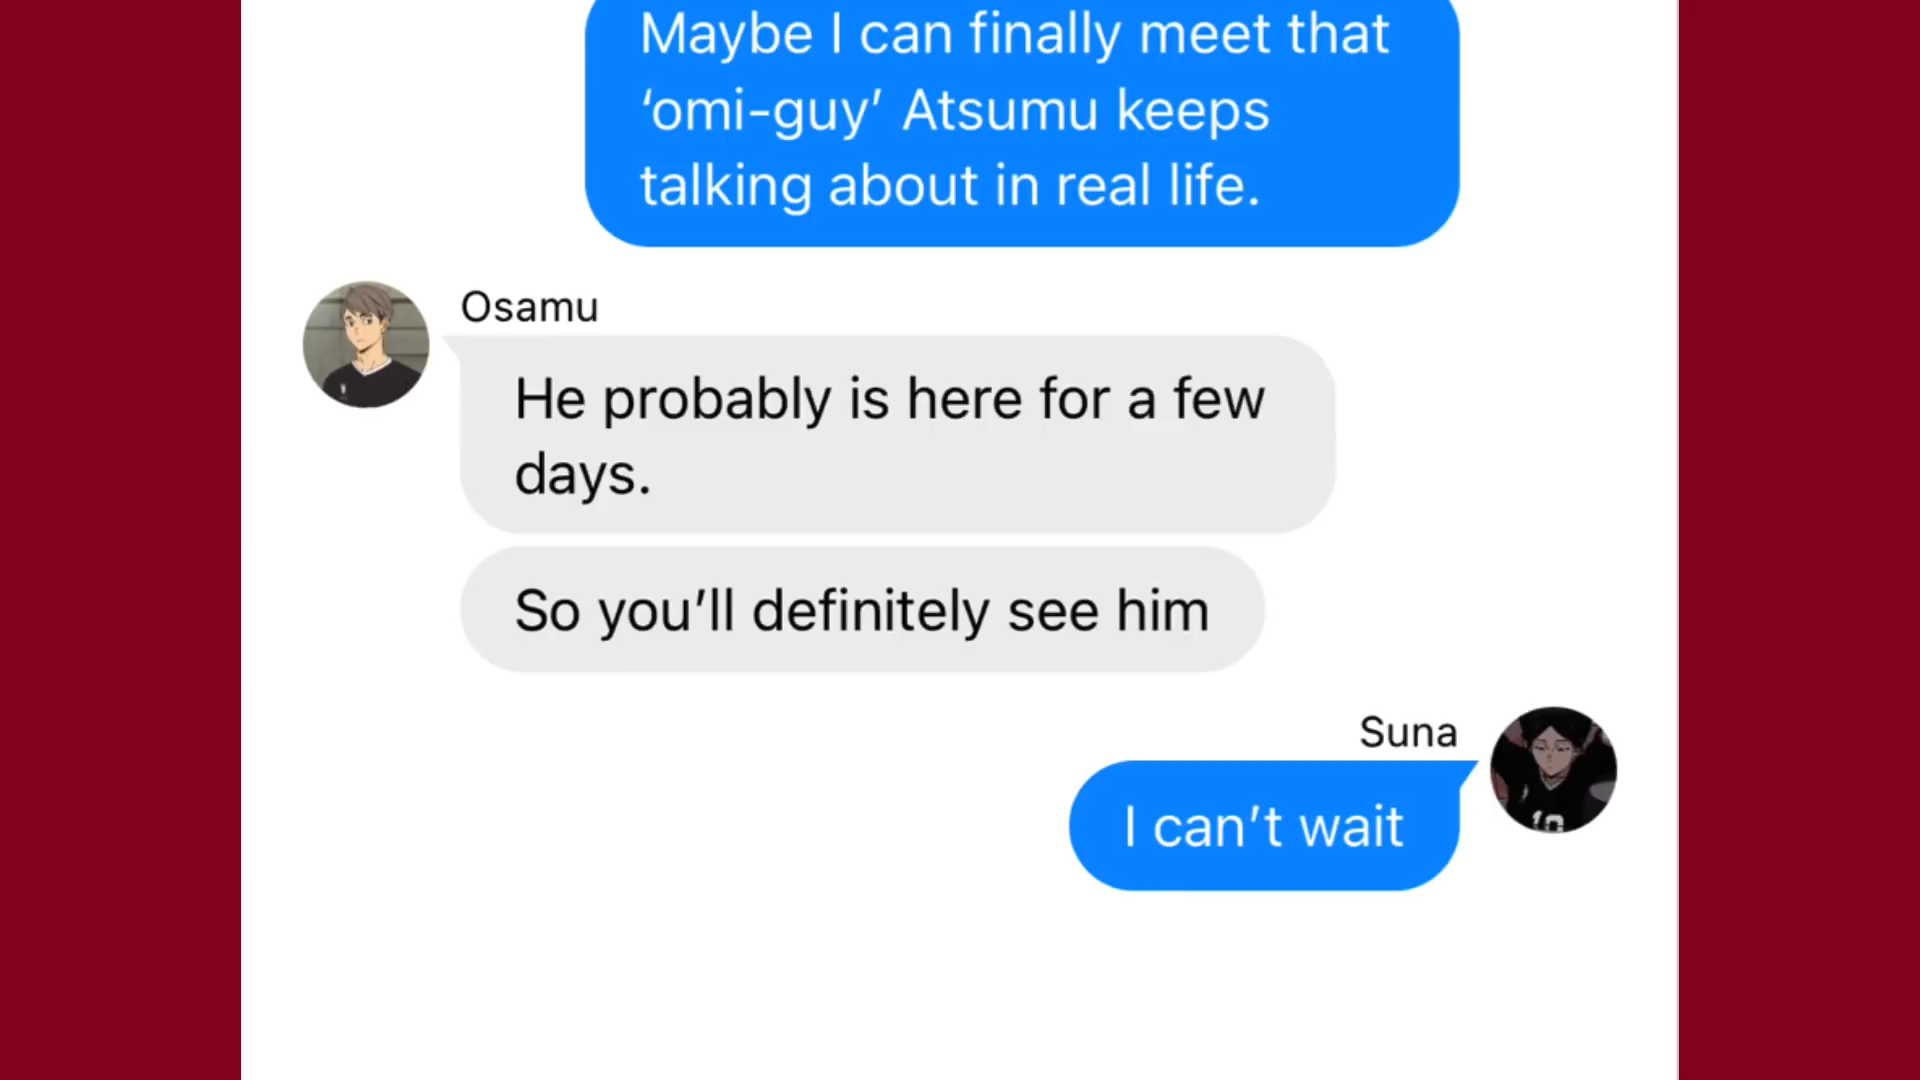 Maybe I can finally meet that
‘omi-guy’ Atsumu keeps
talking about in real life.
Osamu
He probably is here for a few
days.
So you’ll definitely see him
Suna
I can’t wait
10